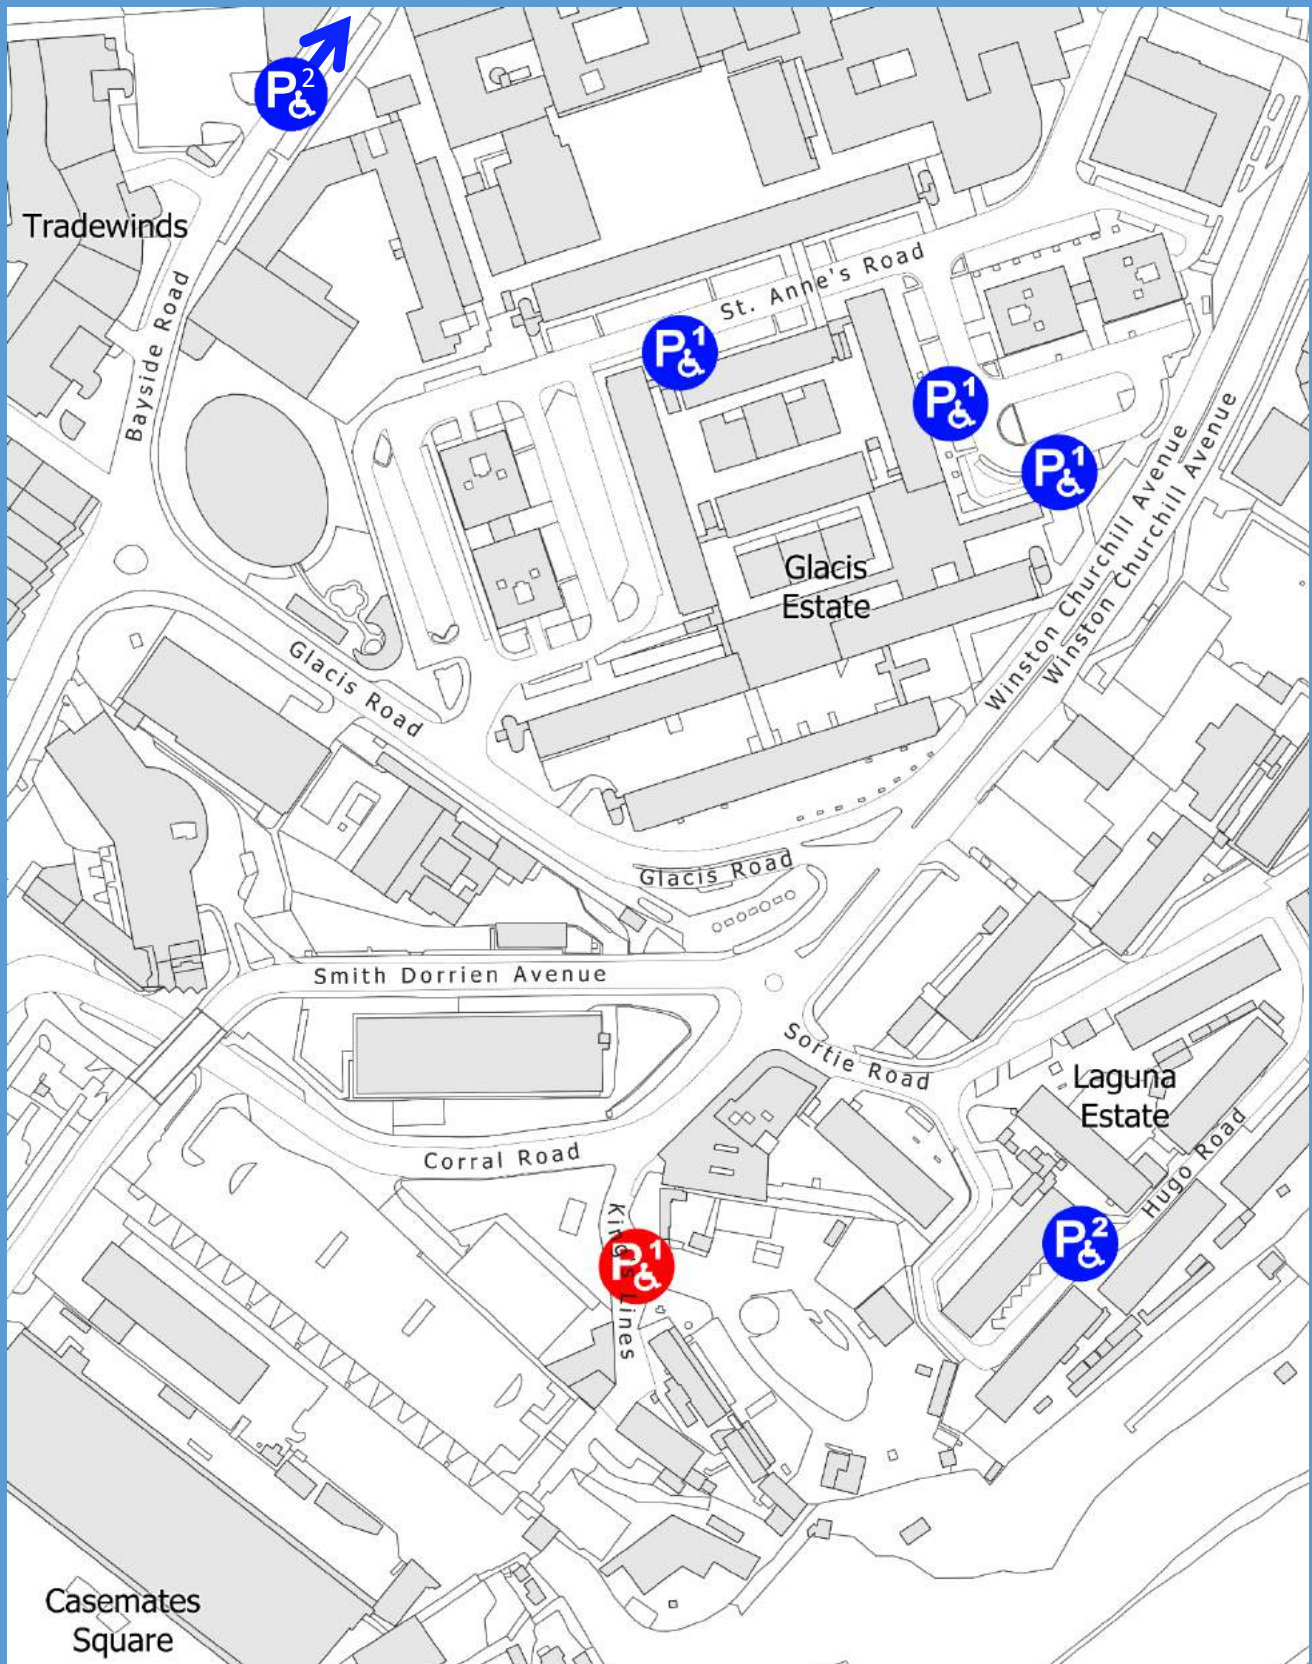 P 2
Tradewinds
Bayside Road
St. Anne's Road
P 1
P 1
P 1
Winston Churchill Avenue
Winston Churchill Avenue
Glacis
Estate
Glacis Road
Glacis Road
Smith Dorrien Avenue
Sortie Road
Laguna
Estate
Corral Road
Hugo Road
P 2
King's Lines
P 1
Casemates
Square